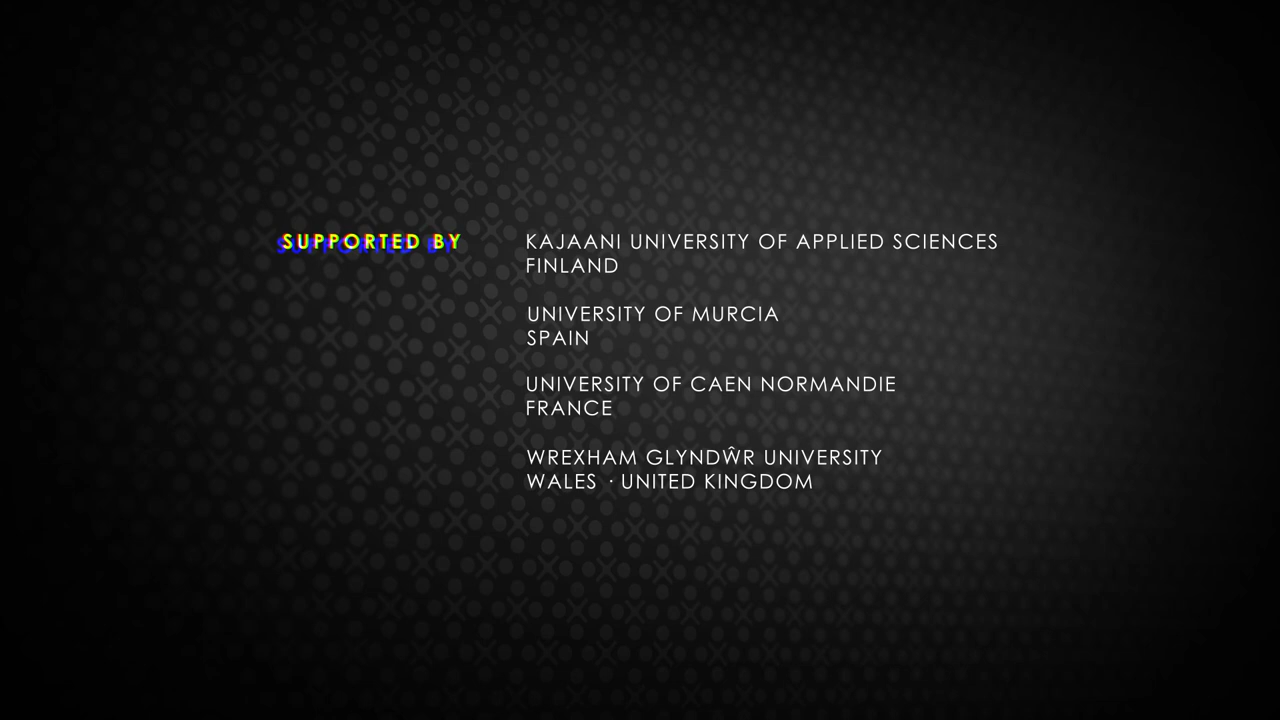 SUPPORTED BY
KAJAANI UNIVERSITY OF APPLIED SCIENCES
FINLAND
UNIVERSITY OF MURCIA
SPAIN
UNIVERSITY OF CAEN NORMANDIE
FRANCE
WREXHAM GLYNDŴR UNIVERSITY
WALES · UNITED KINGDOM